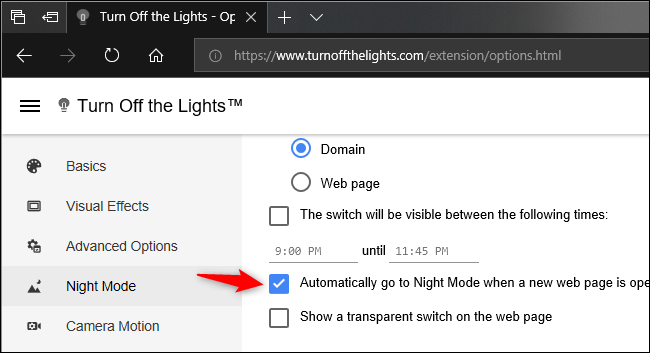 Turn Off the Lights - Op
https://www.turnoffthelights.com/extension/options.html
Turn Off the Lights™
Domain
Basics
Web page
Visual Effects
The switch will be visible between the following times:
Advanced Options
9:00 PM until 11:45 PM
Night Mode
Automatically go to Night Mode when a new web page is ope
Camera Motion
Show a transparent switch on the web page